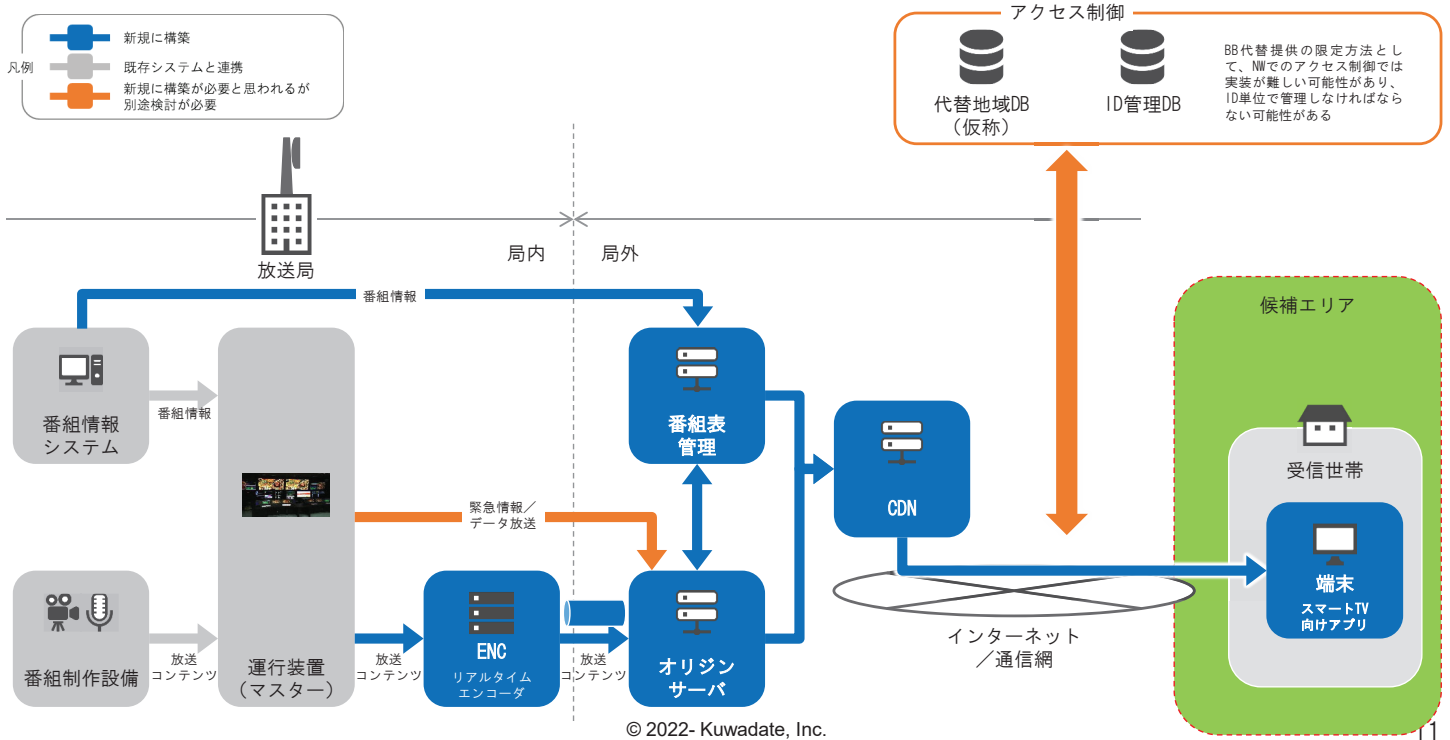 凡例
新規に構築
既存システムと連携
新規に構築が必要と思われるが
別途検討が必要
アクセス制御
代替地域DB
（仮称）
ID管理DB
BB代替提供の限定方法とし
て、NWでのアクセス制御では
実装が難しい可能性があり、
ID単位で管理しなければなら
ない可能性がある
放送局
局内
局外
番組情報
番組情報
システム
番組情報
番組制作設備
放送
コンテンツ
運行装置
（マスター）
緊急情報／
データ放送
放送
コンテンツ
ENC
リアルタイム
エンコーダ
放送
コンテンツ
番組表
管理
オリジン
サーバ
CDN
インターネット
／通信網
候補エリア
受信世帯
端末
スマートTV
向けアプリ
© 2022- Kuwadate, Inc.
11